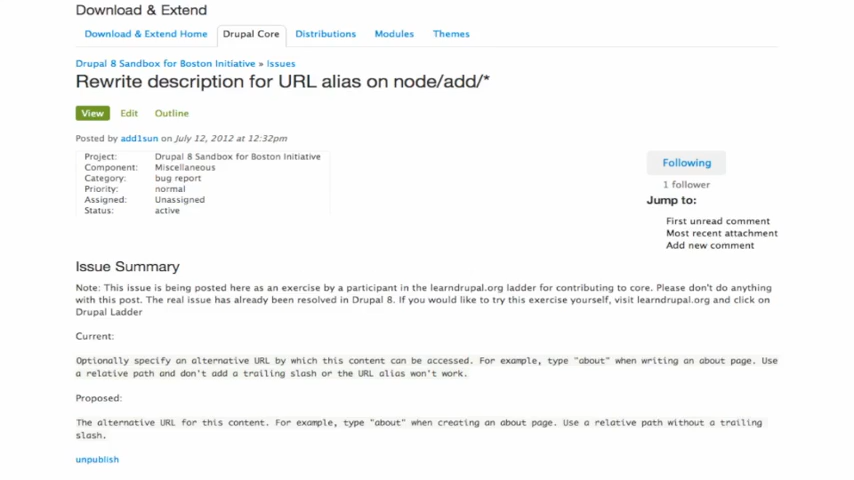 Download & Extend
Download & Extend Home
Drupal Core
Distributions
Modules
Themes
Drupal 8 Sandbox for Boston Initiative » Issues
Rewrite description for URL alias on node/add/*
View
Edit
Outline
Posted by add1sun on July 12, 2012 at 12:32pm
Project: Drupal 8 Sandbox for Boston Initiative
Component: Miscellaneous
Category: bug report
Priority: normal
Assigned: Unassigned
Status: active
Following
1 follower
Jump to:
First unread comment
Most recent attachment
Add new comment
Issue Summary
Note: This issue is being posted here as an exercise by a participant in the learndrupal.org ladder for contributing to core. Please don't do anything
with this post. The real issue has already been resolved in Drupal 8. If you would like to try this exercise yourself, visit learndrupal.org and click on
Drupal Ladder
Current:
Optionally specify an alternative URL by which this content can be accessed. For example, type "about" when writing an about page. Use
a relative path and don't add a trailing slash or the URL alias won't work.
Proposed:
The alternative URL for this content. For example, type "about" when creating an about page. Use a relative path without a trailing
slash.
unpublish